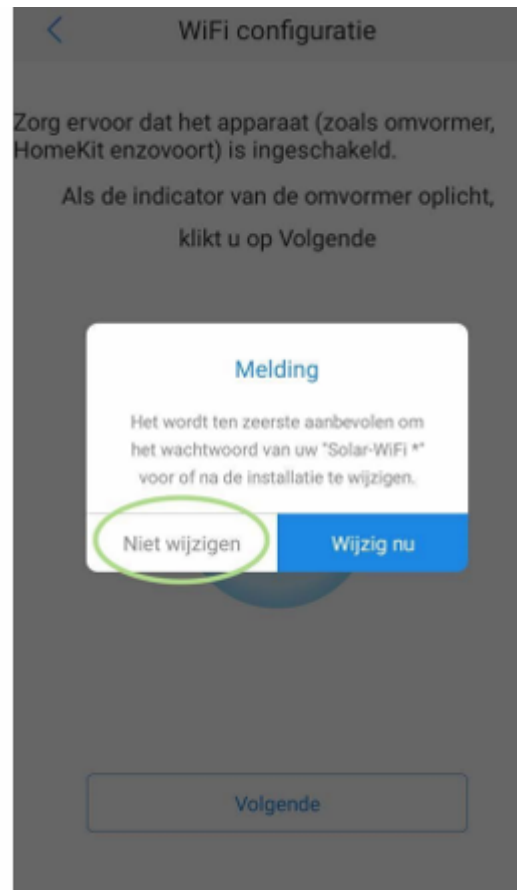 WiFi configuratie
Zorg ervoor dat het apparaat (zoals omvormer,
HomeKit enzovoort) is ingeschakeld.
Als de indicator van de omvormer oplicht,
klikt u op Volgende
Melding
Het wordt ten zeerste aanbevolen om
het wachtwoord van uw "Solar-WiFi *"
voor of na de installatie te wijzigen.
Niet wijzigen
Wijzig nu
Volgende